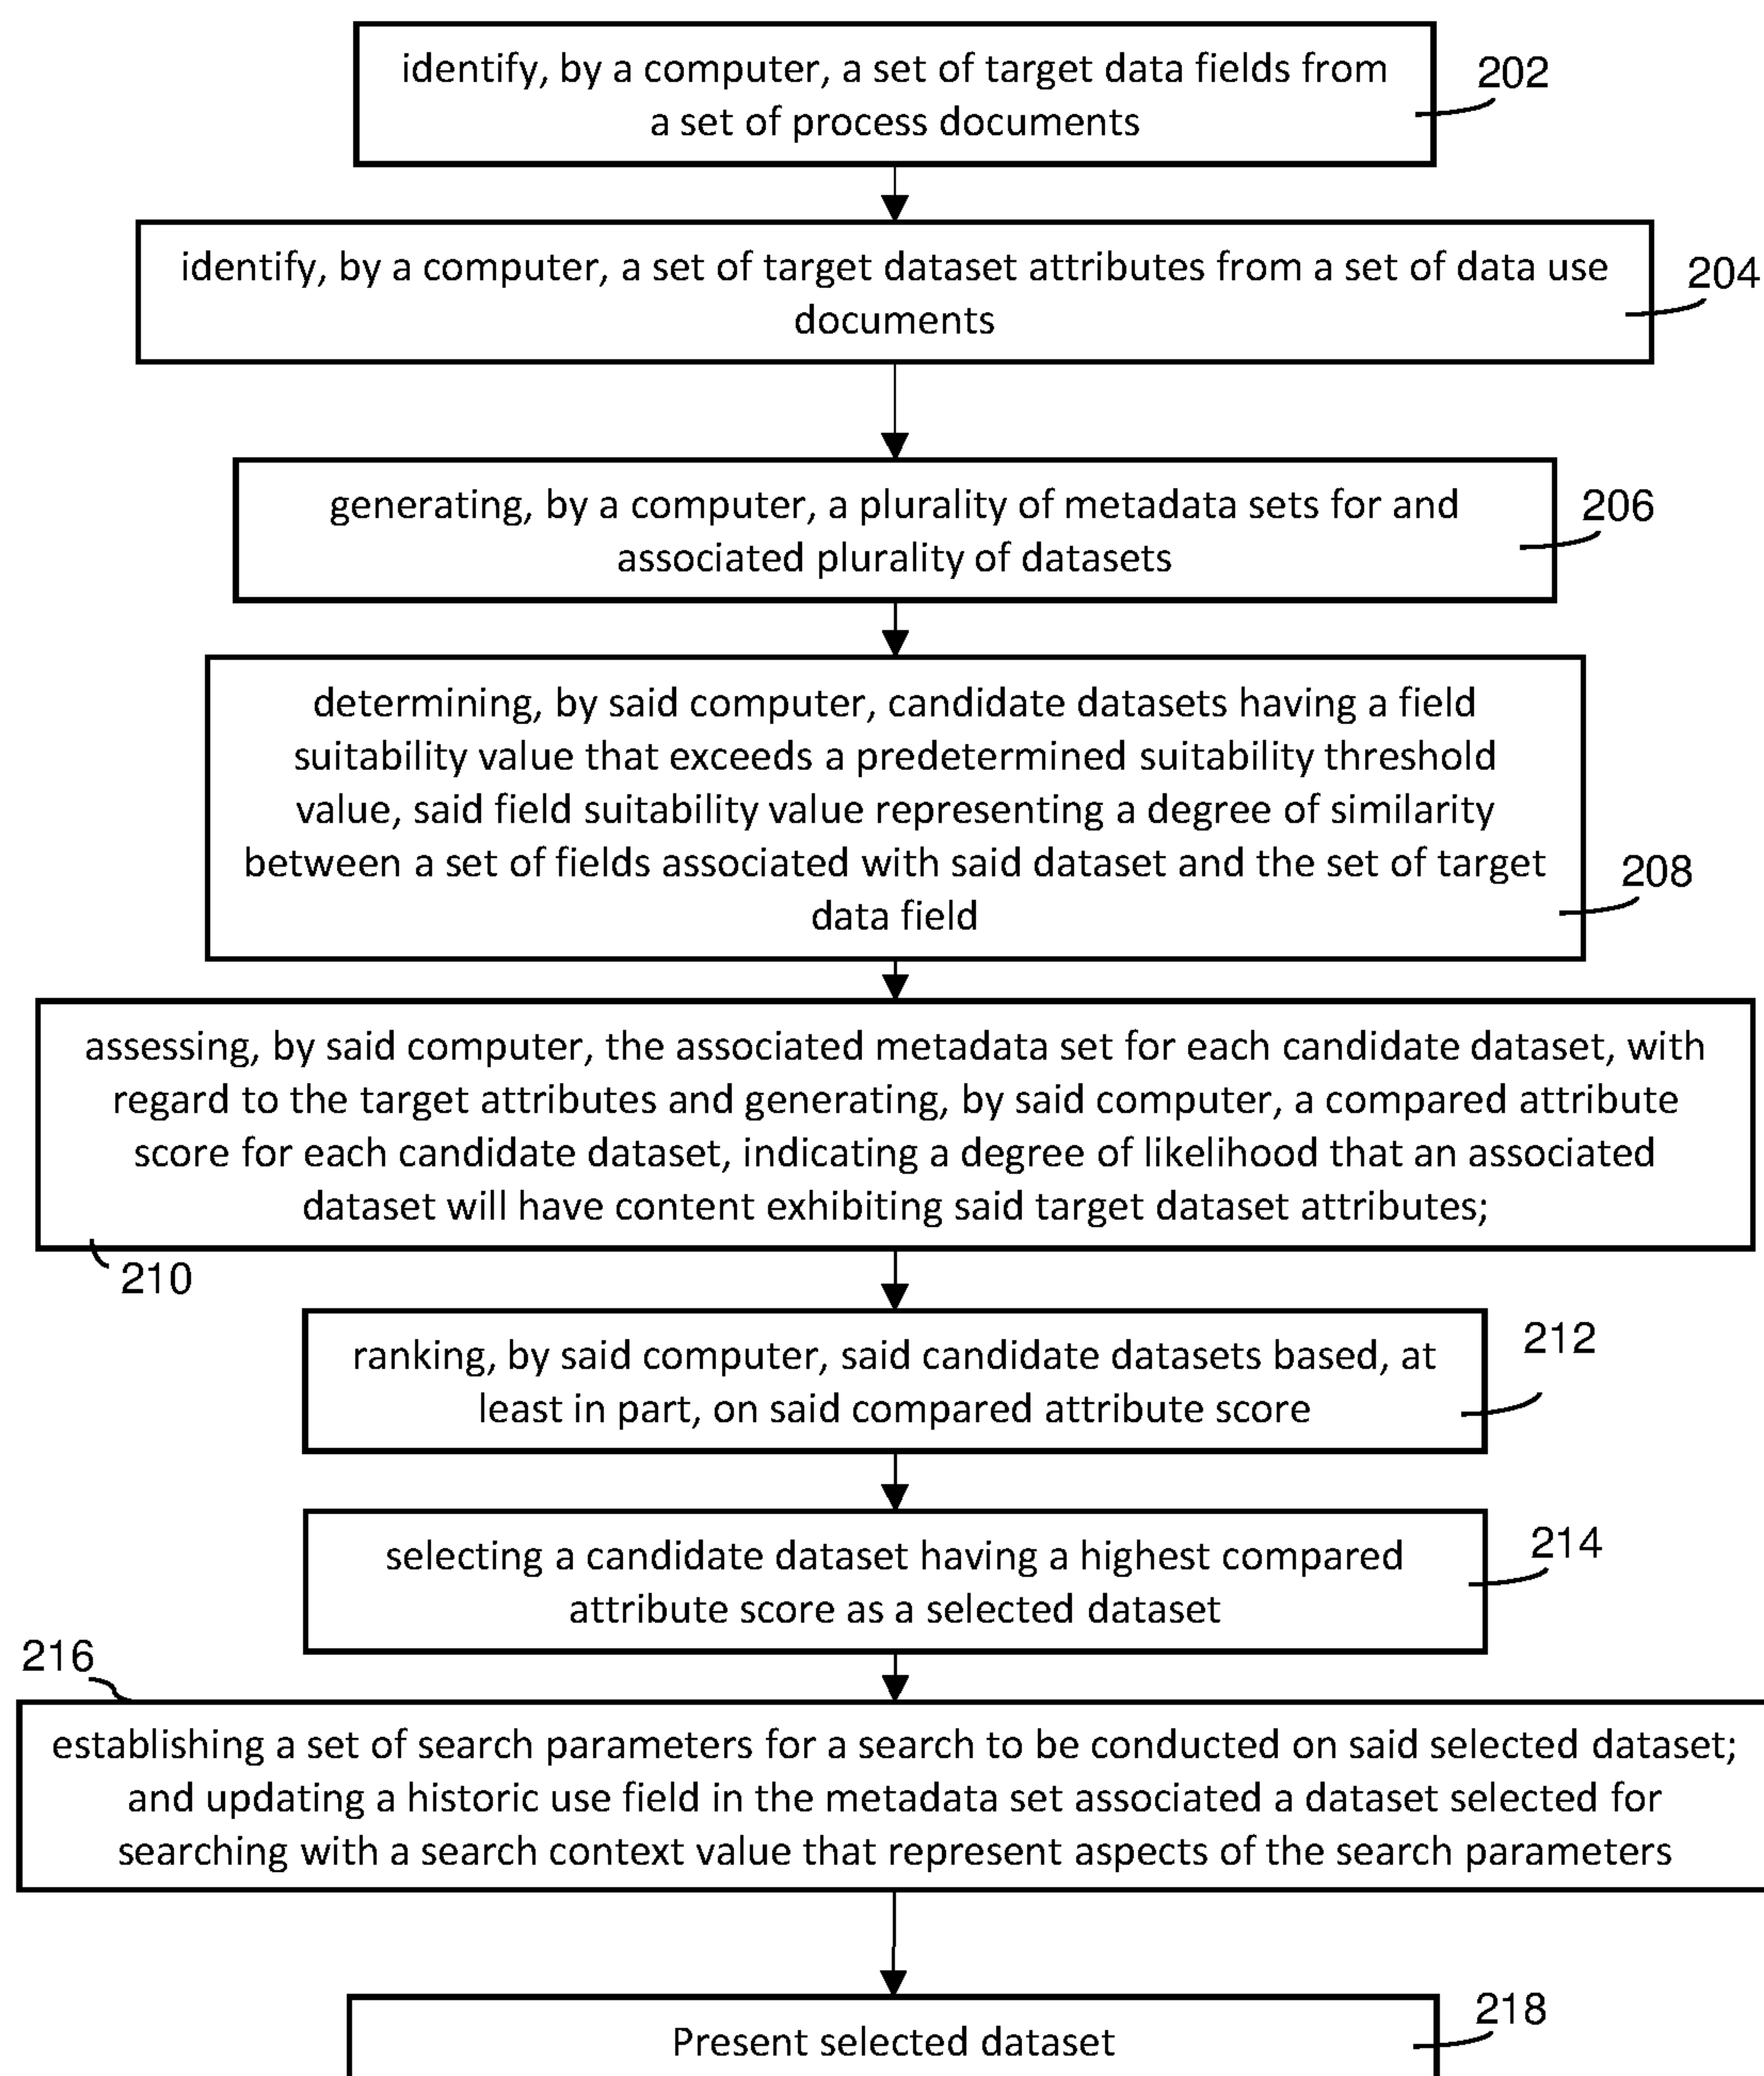 identify, by a computer, a set of target data fields from
a set of process documents
202
identify, by a computer, a set of target dataset attributes from a set of data use
documents
204
generating, by a computer, a plurality of metadata sets for and
associated plurality of datasets
206
determining, by said computer, candidate datasets having a field
suitability value that exceeds a predetermined suitability threshold
value, said field suitability value representing a degree of similarity
between a set of fields associated with said dataset and the set of target
data field
208
assessing, by said computer, the associated metadata set for each candidate dataset, with
regard to the target attributes and generating, by said computer, a compared attribute
score for each candidate dataset, indicating a degree of likelihood that an associated
dataset will have content exhibiting said target dataset attributes;
210
ranking, by said computer, said candidate datasets based, at
least in part, on said compared attribute score
212
selecting a candidate dataset having a highest compared
attribute score as a selected dataset
214
216
establishing a set of search parameters for a search to be conducted on said selected dataset;
and updating a historic use field in the metadata set associated a dataset selected for
searching with a search context value that represent aspects of the search parameters
Present selected dataset
218